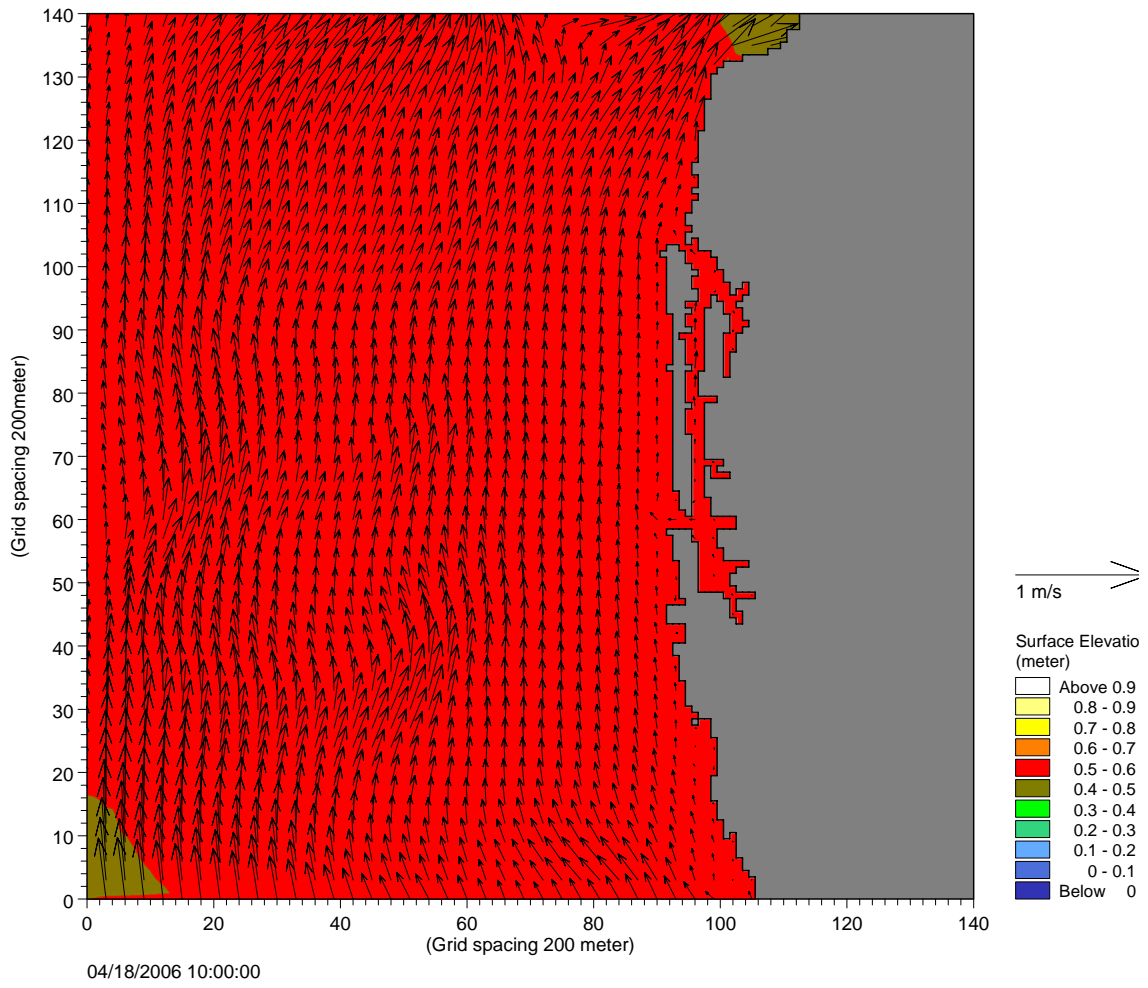 140
130
120
110
100
90
80
70
60
50
40
30
20
10
0
(Grid spacing 200meter)
0 20 40 60 80 100 120 140
(Grid spacing 200 meter)
04/18/2006 10:00:00
1 m/s
Surface Elevatio
(meter)
Above 0.9
0.8 - 0.9
0.7 - 0.8
0.6 - 0.7
0.5 - 0.6
0.4 - 0.5
0.3 - 0.4
0.2 - 0.3
0.1 - 0.2
0 - 0.1
Below 0